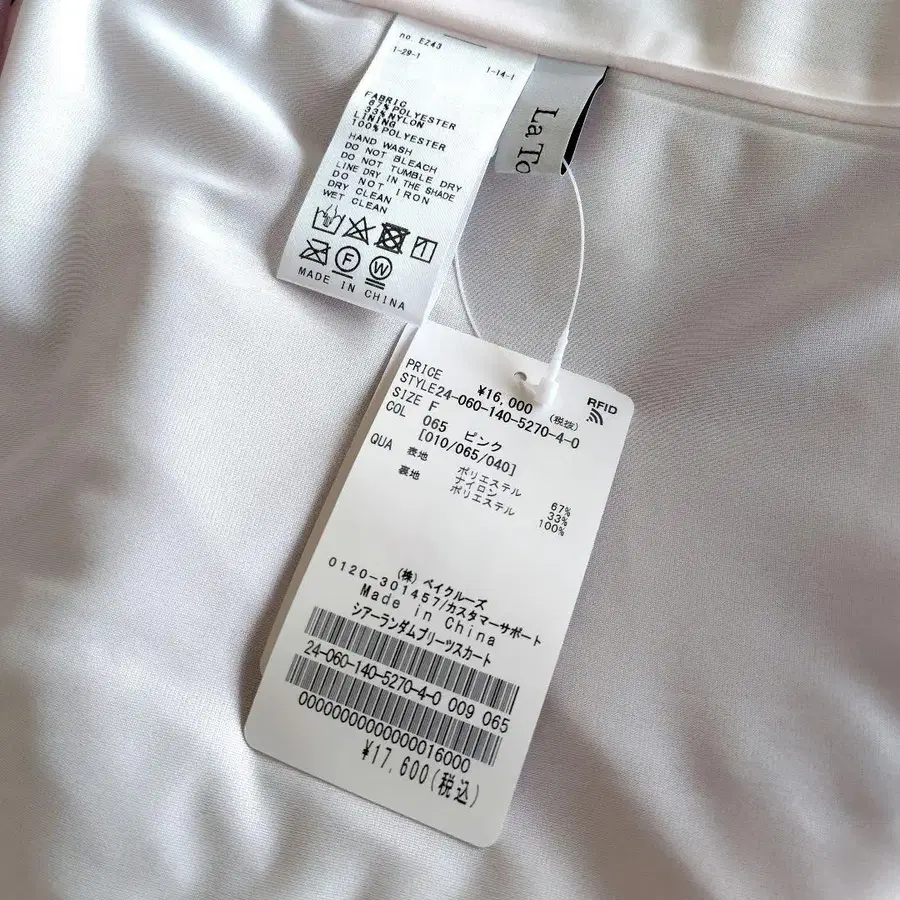 no. EZ43
1-29-1
1-14-1
FABRIC
67% POLYESTER
33% NYLON
LINING
100% POLYESTER
HAND WASH
DO NOT BLEACH
DO NOT TUMBLE DRY
LINE DRY IN THE SHADE
DO NOT IRON
DRY CLEAN
WET CLEAN
F
W
MADE IN CHINA
La To
PRICE ¥16,000 (税抜)
RFID
STYLE24-060-140-5270-4-0
SIZE F
COL 065 ピンク
[010/065/040]
QUA 表地 ポリエステル 67%
ナイロン 33%
裏地 ポリエステル 100%
(株) ベイクルーズ
0120-301457/カスタマーサポート
Made in China
シアーランダムプリーツスカート
24-060-140-5270-4-0 009 065
0000000000000016000
¥17,600(税込)